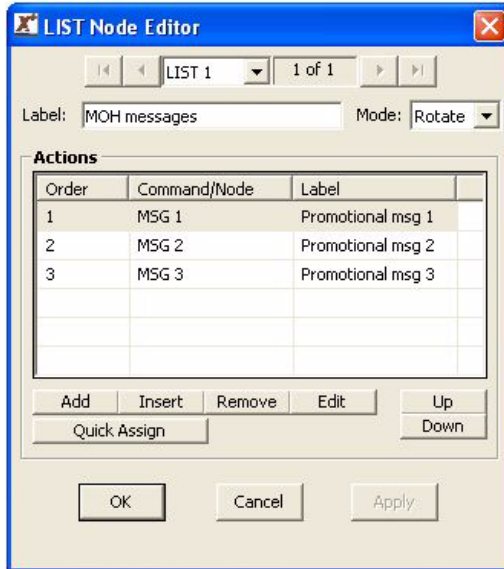 LIST Node Editor
LIST 1 1 of 1
Label: MOH messages Mode: Rotate
Actions
Order Command/Node Label
1 MSG 1 Promotional msg 1
2 MSG 2 Promotional msg 2
3 MSG 3 Promotional msg 3
Add Insert Remove Edit Up
Quick Assign Down
OK Cancel Apply